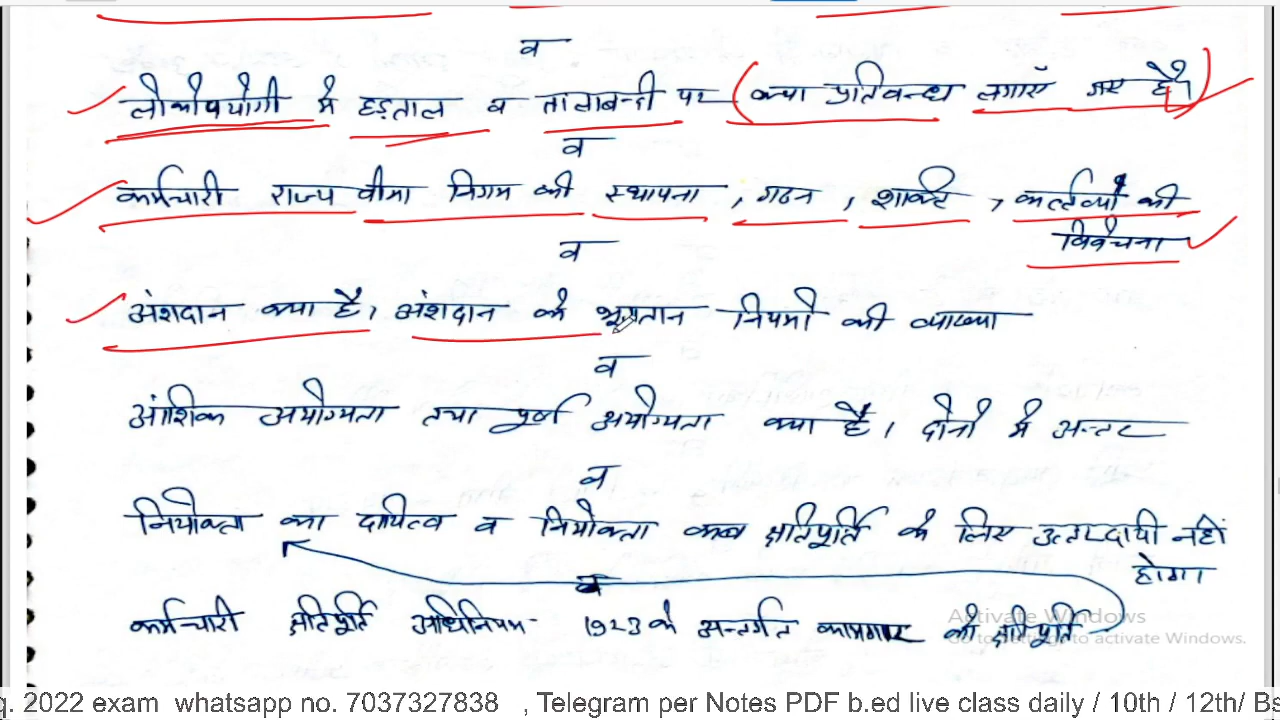 व
लोकोपयोगी मे हड़ताल व तालाबन्दी पर (क्या प्रतिबन्ध लगाएँ गए है।)
व
कर्मचारी राज्य बीमा निगम की स्थापना , गठन , शक्ति , कर्त्तव्यों की
विवेचना
व
अंशदान क्या है, अंशदान के भुगतान नियमों की व्याख्या
व
आंशिक अयोग्यता तथा पूर्ण अयोग्यता क्या है। दोनो मे अन्तर
व
नियोक्ता का दायित्व व नियोक्ता कब क्षतिपूर्ति के लिए उत्तरदायी नहीं
होगा
व
कर्मचारी क्षतिपूर्ति अधिनियम- 1923 के अन्तर्गत कामगार की क्षतिपूर्ति
Activate Windows
Go to Settings to activate Windows.
q. 2022 exam whatsapp no. 7037327838 , Telegram per Notes PDF b.ed live class daily / 10th / 12th/ Bs